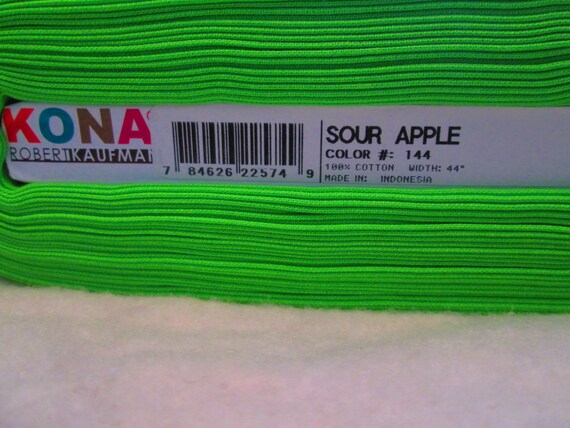 KONA
ROBERT KAUFMAN
7 84626 22574 9
SOUR APPLE
COLOR #: 144
100% COTTON WIDTH: 44"
MADE IN: INDONESIA